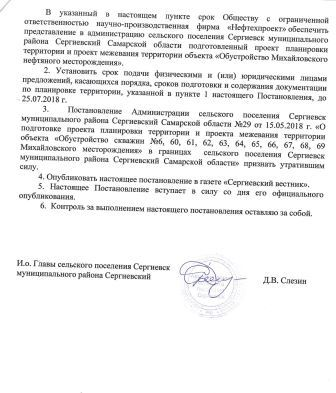 В указанный в настоящем пункте срок Обществу с ограниченной
ответственностью научно-производственная фирма «Нефтехпроект» обеспечить
представление в администрацию сельского поселения Сергиевск муниципального
района Сергиевский Самарской области подготовленный проект планировки
территории и проект межевания территории объекта «Обустройство Михайловского
нефтяного месторождения».
2. Установить срок подачи физическими и (или) юридическими лицами
предложений, касающихся порядка, сроков подготовки и содержания документации
по планировке территории, указанной в пункте 1 настоящего Постановления, до
25.07.2018 г.
3. Постановление Администрации сельского поселения Сергиевск
муниципального района Сергиевский Самарской области №29 от 15.05.2018 г. «О
подготовке проекта планировки территории и проекта межевания территории
объекта «Обустройство скважин №6, 60, 61, 62, 63, 64, 65, 66, 67, 68, 69
Михайловского месторождения» в границах сельского поселения Сергиевск
муниципального района Сергиевский Самарской области» признать утратившим
силу.
4. Опубликовать настоящее постановление в газете «Сергиевский вестник».
5. Настоящее Постановление вступает в силу со дня его официального
опубликования.
6. Контроль за выполнением настоящего постановления оставляю за собой.
И.о. Главы сельского поселения Сергиевск
муниципального района Сергиевский
Д.В. Слезин